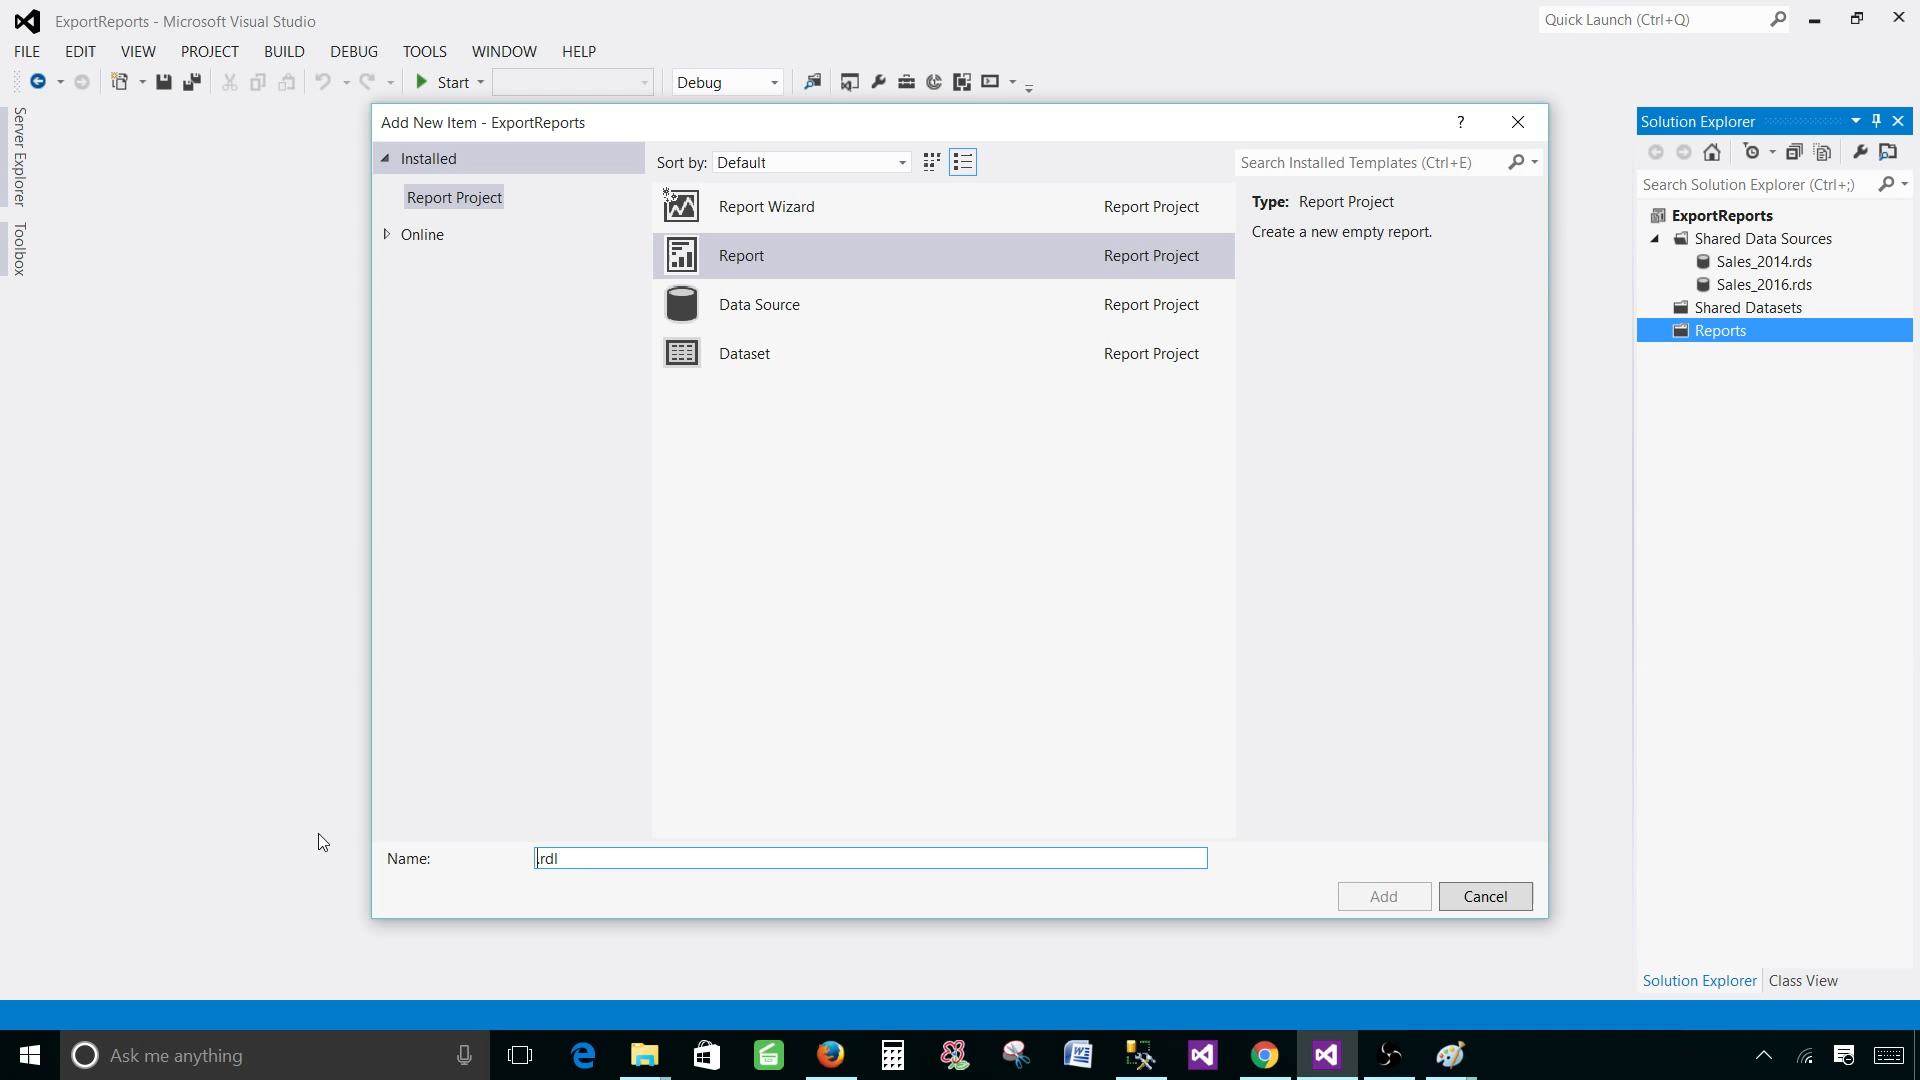 ExportReports - Microsoft Visual Studio
Quick Launch (Ctrl+Q)
FILE EDIT VIEW PROJECT BUILD DEBUG TOOLS WINDOW HELP
Start
Debug
Server Explorer
Toolbox
Add New Item - ExportReports
?
Installed
Report Project
Online
Sort by: Default
Search Installed Templates (Ctrl+E)
Report Wizard Report Project
Report Report Project
Data Source Report Project
Dataset Report Project
Type: Report Project
Create a new empty report.
Name: .rdl
Add Cancel
Solution Explorer
Search Solution Explorer (Ctrl+;)
ExportReports
Shared Data Sources
Sales_2014.rds
Sales_2016.rds
Shared Datasets
Reports
Solution Explorer Class View
Ask me anything